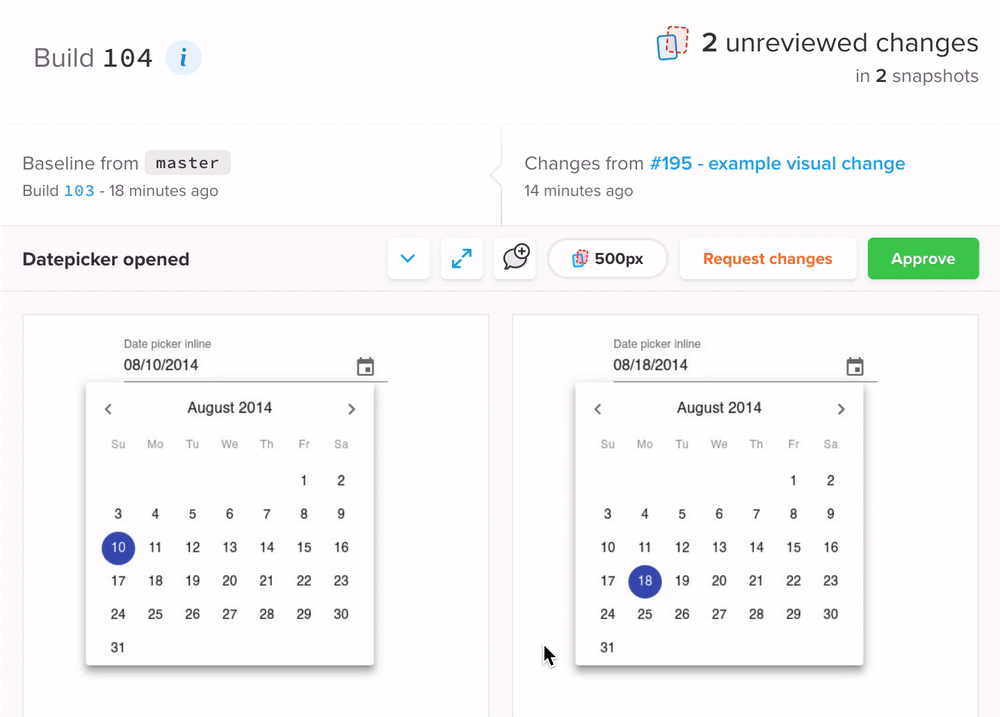 Build 104 i
2 unreviewed changes
in 2 snapshots
Baseline from master
Build 103 - 18 minutes ago
Changes from #195 - example visual change
14 minutes ago
Datepicker opened
500px
Request changes
Approve
Date picker inline
08/10/2014
August 2014
Su Mo Tu We Th Fr Sa
1 2
3 4 5 6 7 8 9
10 11 12 13 14 15 16
17 18 19 20 21 22 23
24 25 26 27 28 29 30
31
Date picker inline
08/18/2014
August 2014
Su Mo Tu We Th Fr Sa
1 2
3 4 5 6 7 8 9
10 11 12 13 14 15 16
17 18 19 20 21 22 23
24 25 26 27 28 29 30
31